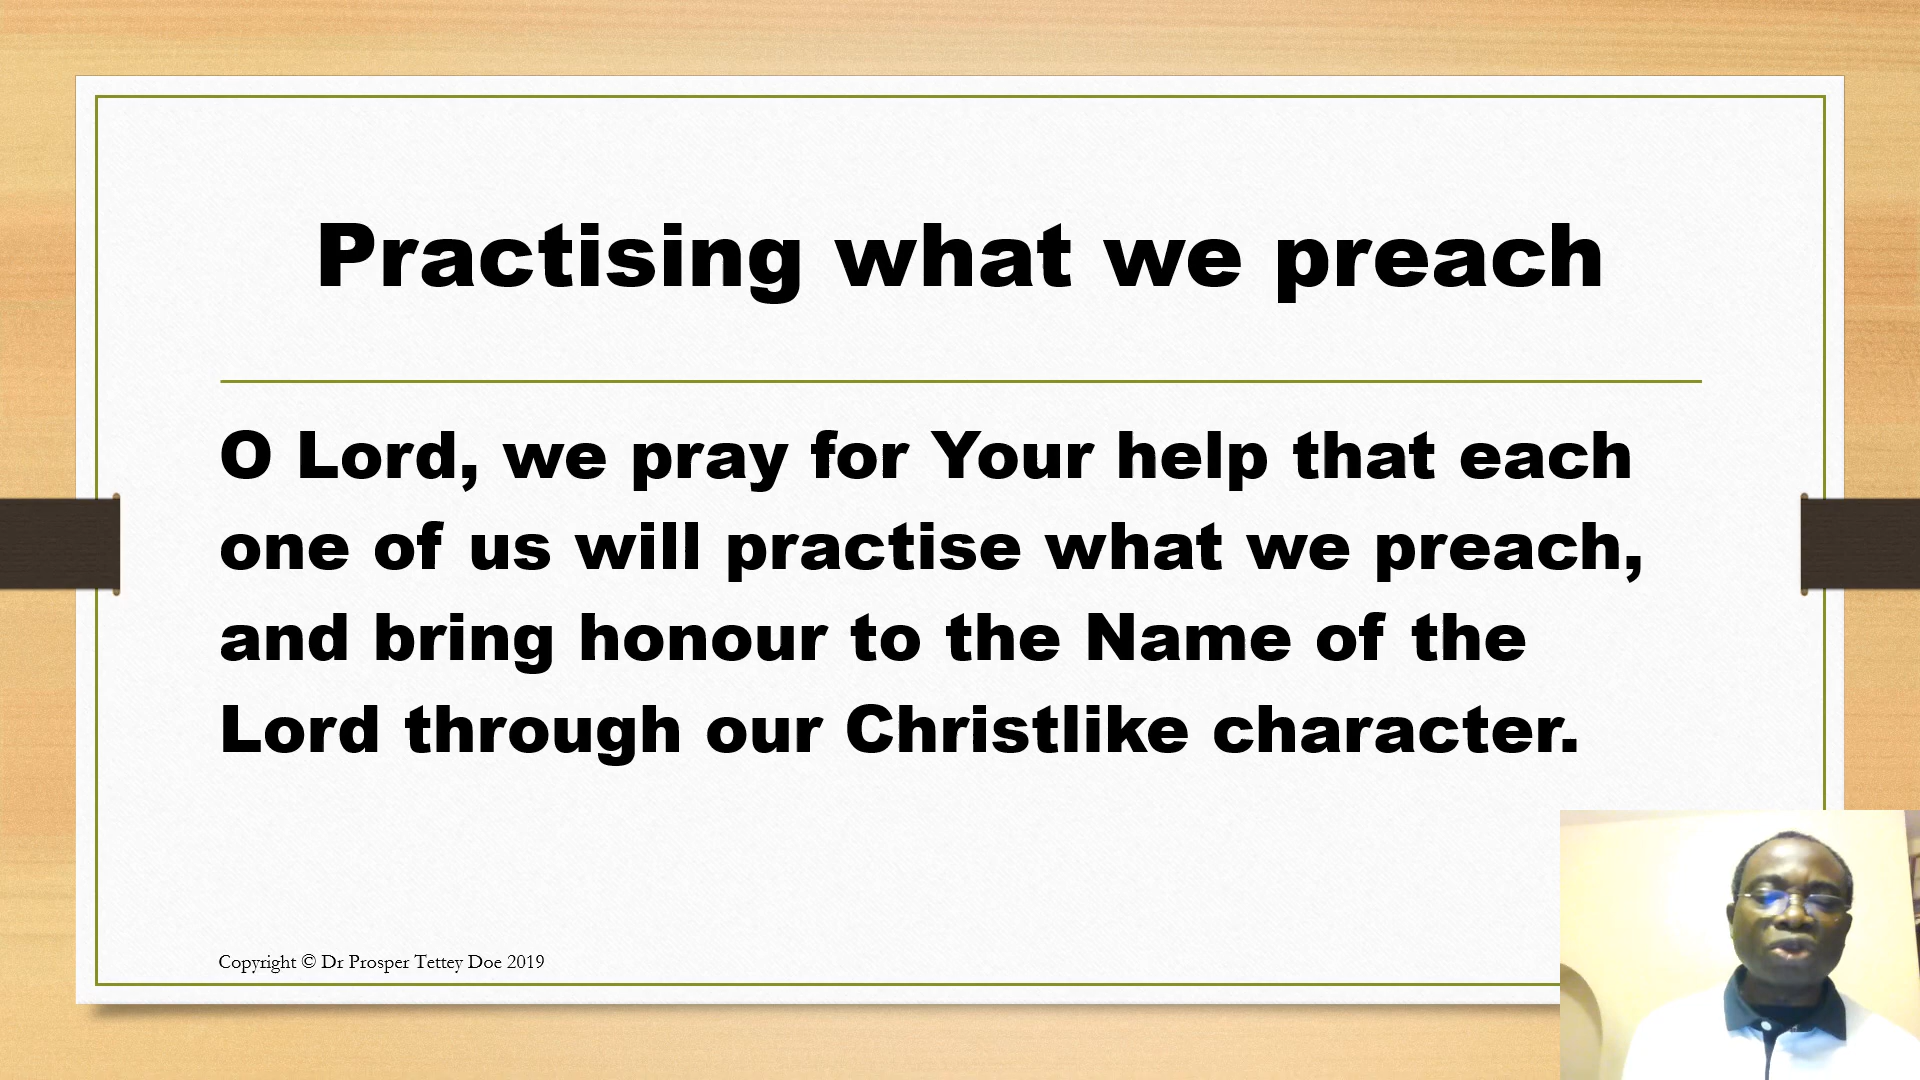 Practising what we preach
O Lord, we pray for Your help that each
one of us will practise what we preach,
and bring honour to the Name of the
Lord through our Christlike character.
Copyright © Dr Prosper Tettey Doe 2019